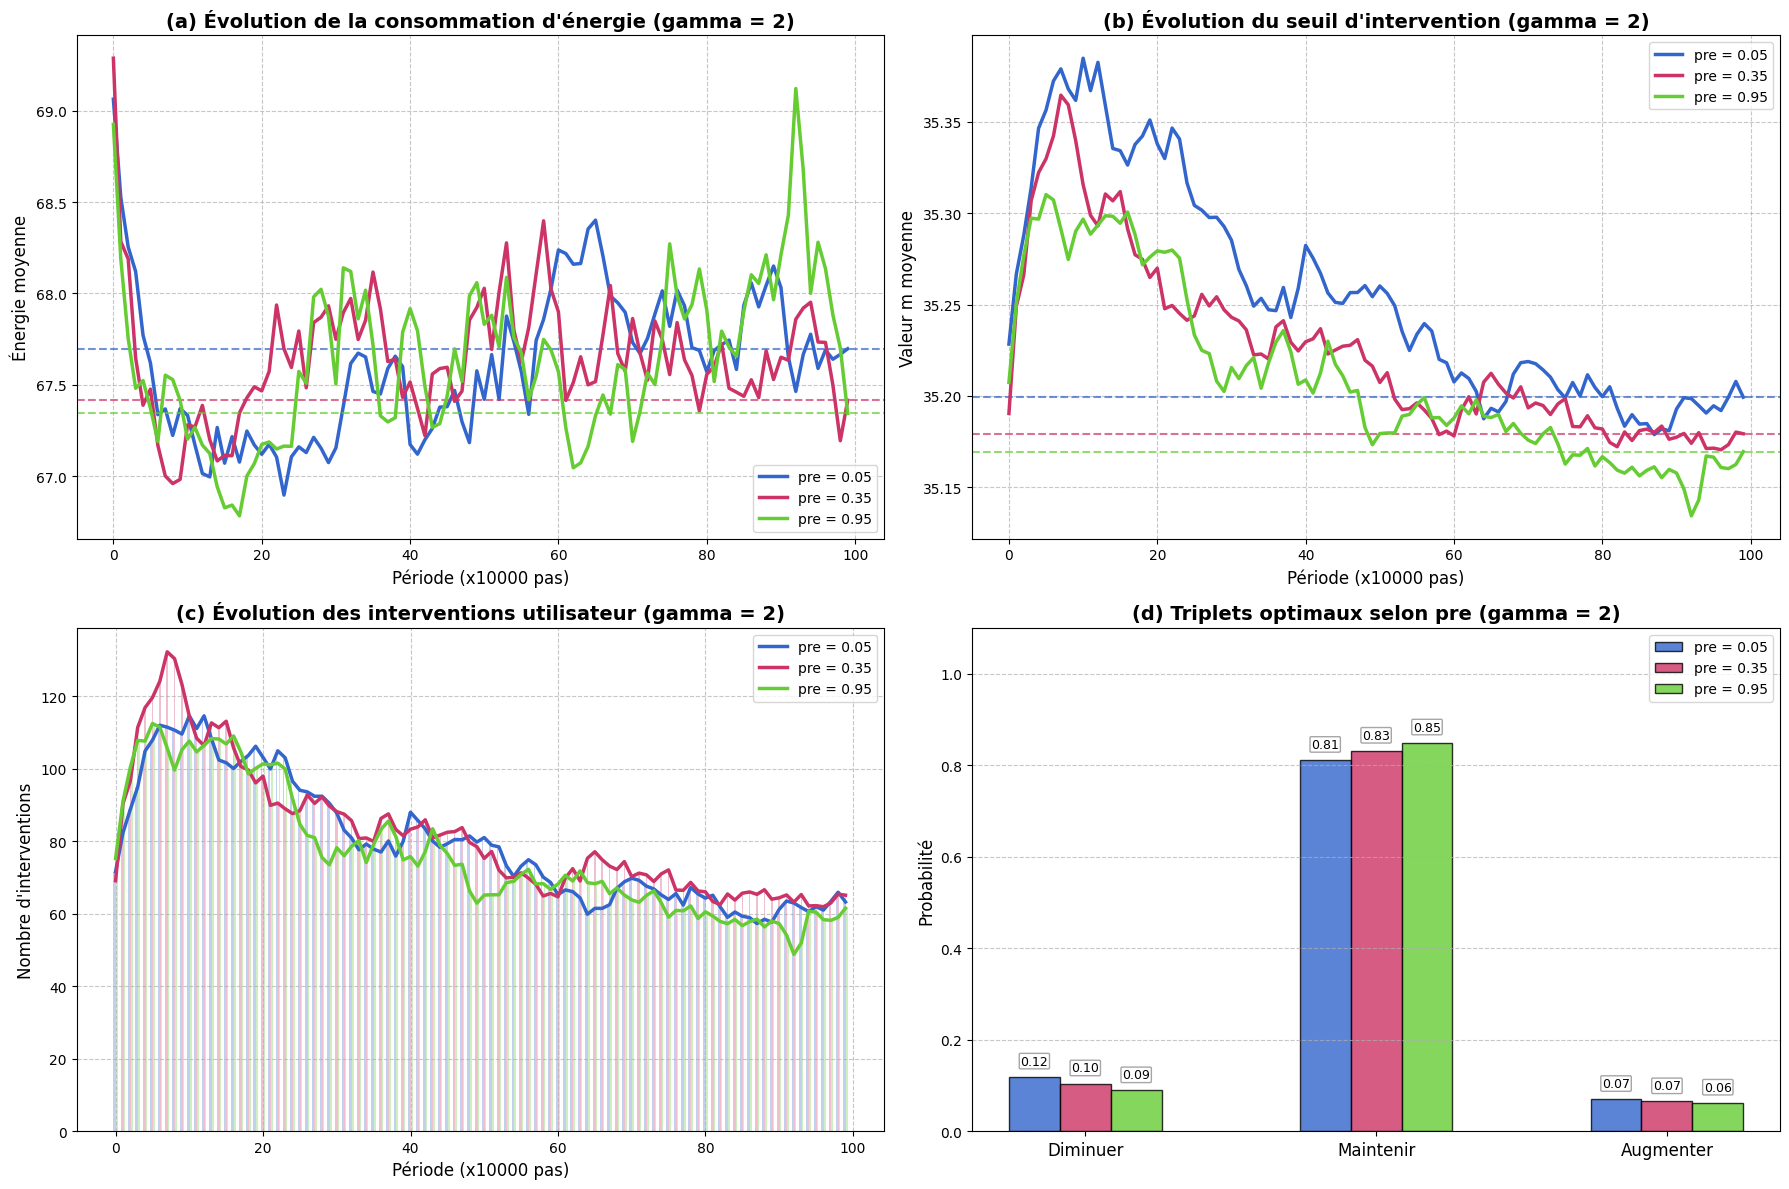 (a) Évolution de la consommation d'énergie (gamma = 2)
Énergie moyenne
69.0
68.5
68.0
67.5
67.0
0 20 40 60 80 100
Période (x10000 pas)
pre = 0.05
pre = 0.35
pre = 0.95
(b) Évolution du seuil d'intervention (gamma = 2)
Valeur m moyenne
35.35
35.30
35.25
35.20
35.15
0 20 40 60 80 100
Période (x10000 pas)
pre = 0.05
pre = 0.35
pre = 0.95
(c) Évolution des interventions utilisateur (gamma = 2)
Nombre d'interventions
120
100
80
60
40
20
0
0 20 40 60 80 100
Période (x10000 pas)
pre = 0.05
pre = 0.35
pre = 0.95
(d) Triplets optimaux selon pre (gamma = 2)
Probabilité
1.0
0.8
0.6
0.4
0.2
0.0
pre = 0.05
pre = 0.35
pre = 0.95
0.12 0.10 0.09
0.81 0.83 0.85
0.07 0.07 0.06
Diminuer Maintenir Augmenter